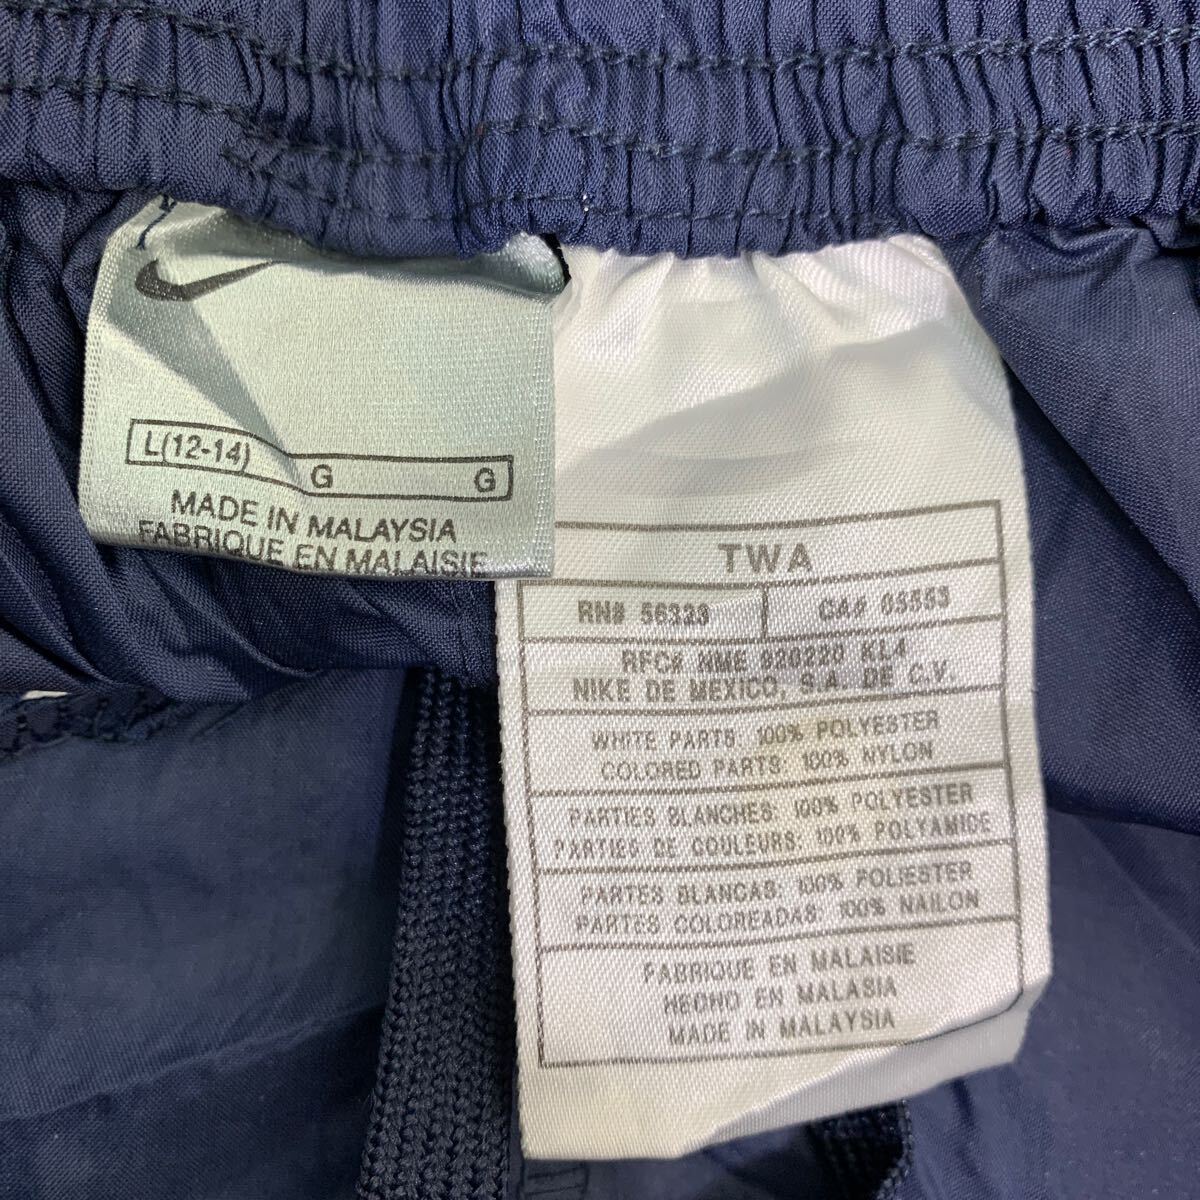 L(12-14) G G
MADE IN MALAYSIA
FABRIQUE EN MALAISIE
TWA
RN# 56323 CA# 05553
RFC# NME 920220 KL4
NIKE DE MEXICO, S.A. DE C.V.
WHITE PARTS: 100% POLYESTER
COLORED PARTS: 100% NYLON
PARTIES BLANCHES: 100% POLYESTER
PARTIES DE COULEURS: 100% POLYAMIDE
PARTES BLANCAS: 100% POLIESTER
PARTES COLOREADAS: 100% NAILON
FABRIQUE EN MALAISIE
HECHO EN MALASIA
MADE IN MALAYSIA